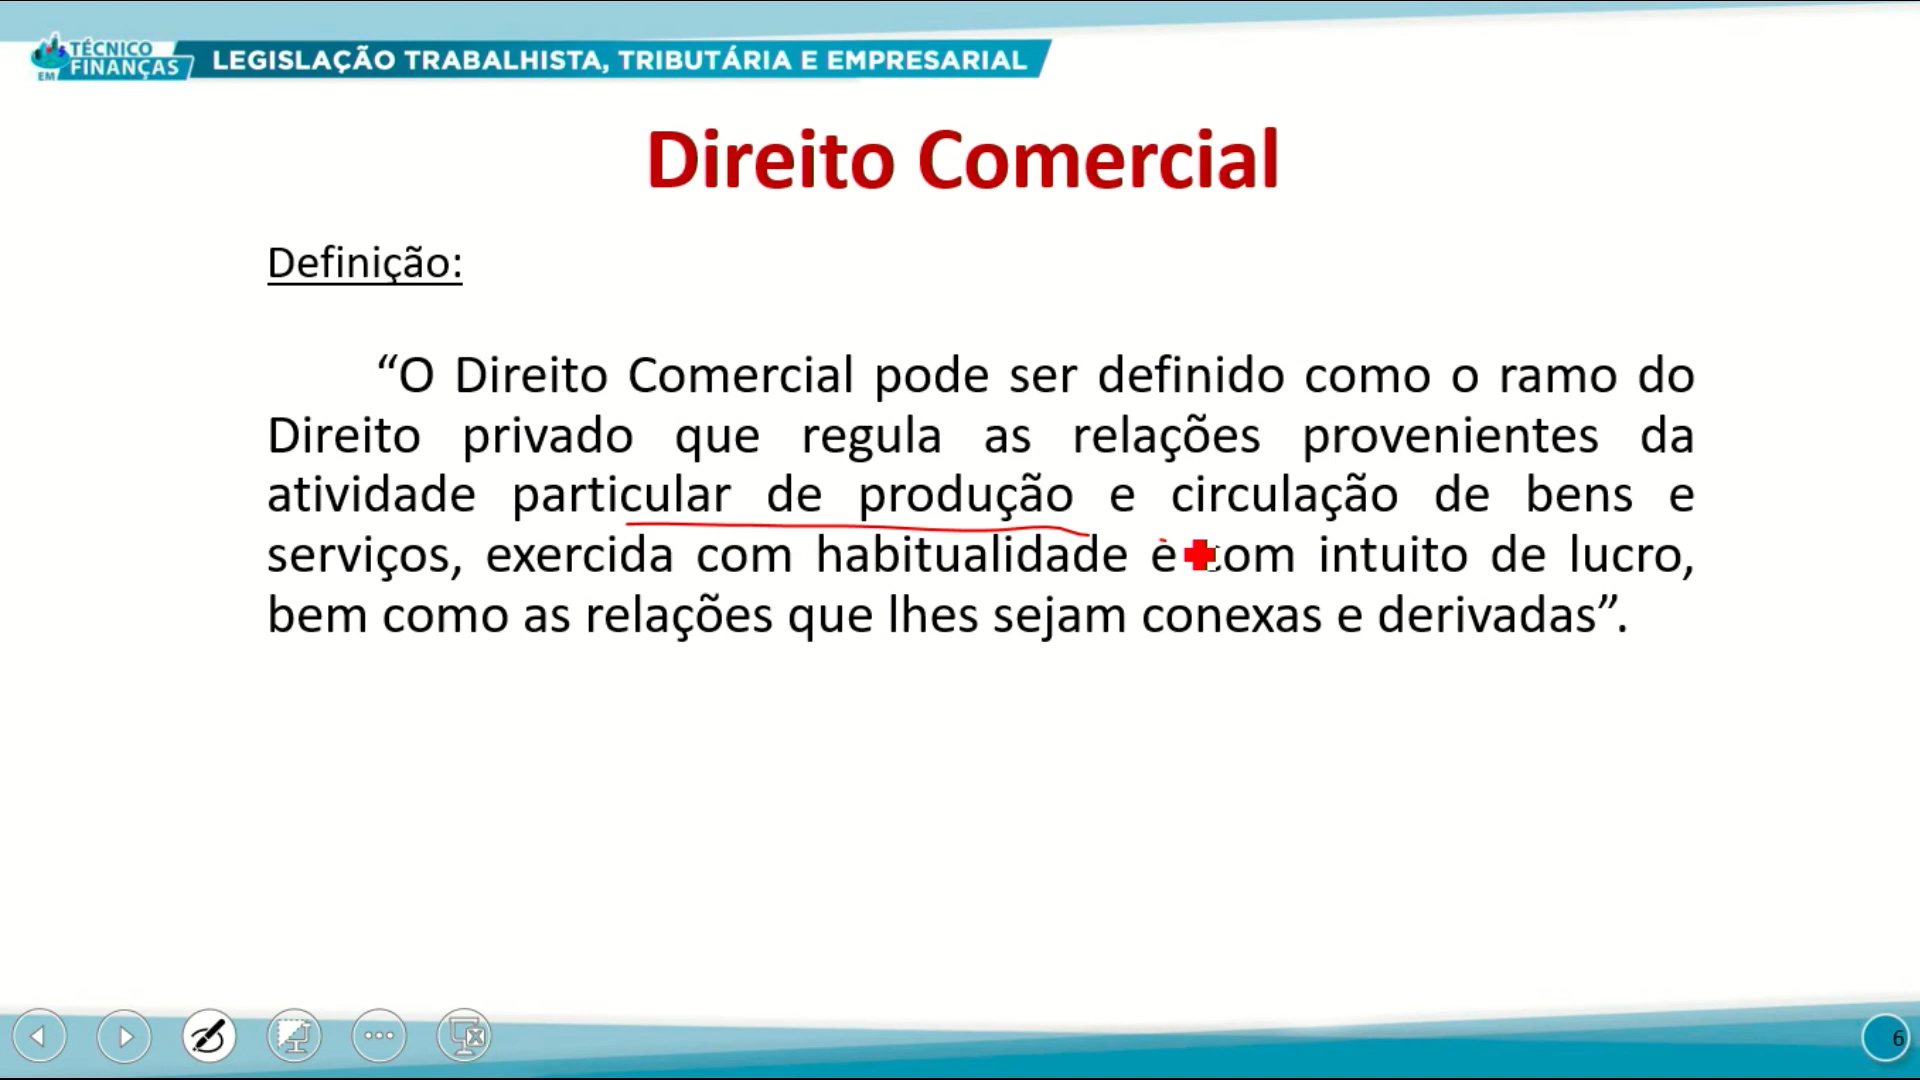 TÉCNICO
EM FINANÇAS
LEGISLAÇÃO TRABALHISTA, TRIBUTÁRIA E EMPRESARIAL
Direito Comercial
Definição:
“O Direito Comercial pode ser definido como o ramo do
Direito privado que regula as relações provenientes da
atividade particular de produção e circulação de bens e
serviços, exercida com habitualidade e com intuito de lucro,
bem como as relações que lhes sejam conexas e derivadas”.
6